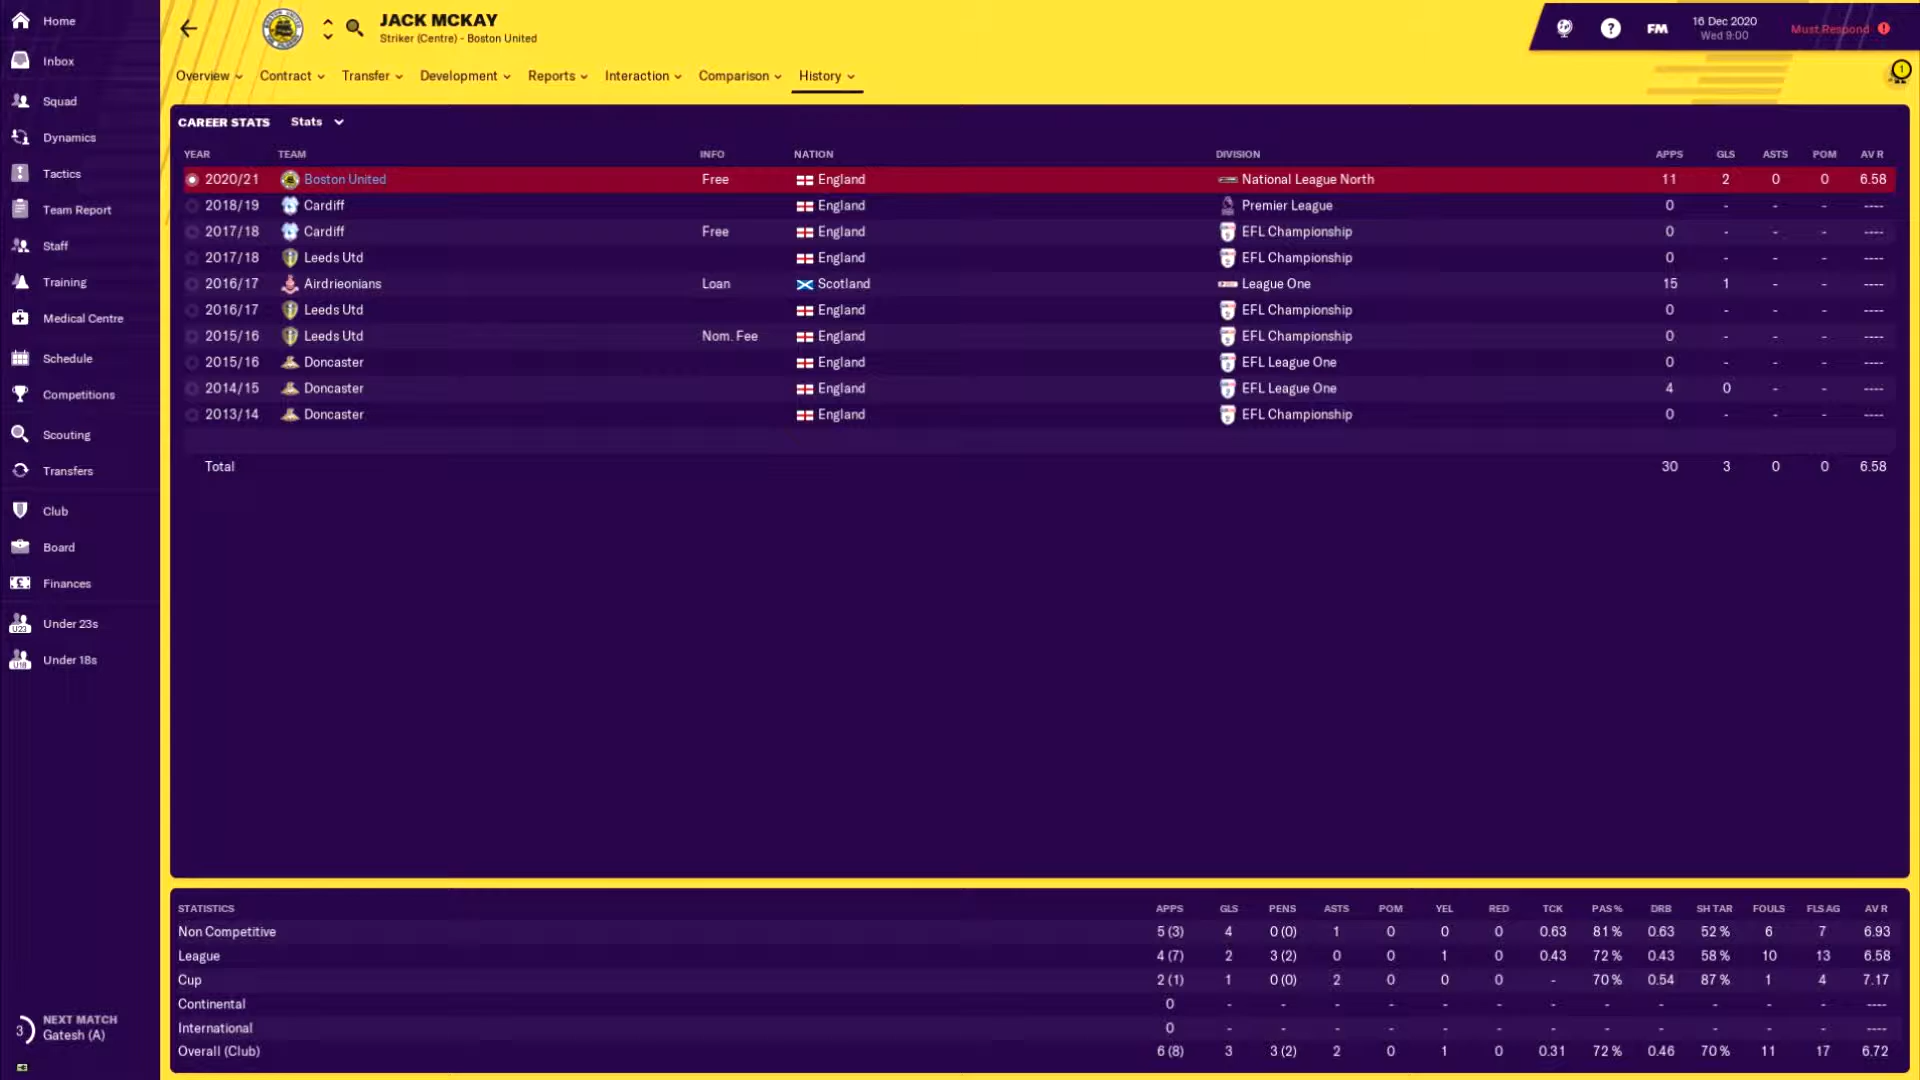 Home
Inbox
Squad
Dynamics
Tactics
Team Report
Staff
Training
Medical Centre
Schedule
Competitions
Scouting
Transfers
Club
Board
Finances
U23 Under 23s
U18 Under 18s
3 NEXT MATCH
Gatesh (A)
JACK MCKAY
Striker (Centre) - Boston United
? FM 16 Dec 2020 Must Respond !
Wed 9:00
1
Overview Contract Transfer Development Reports Interaction Comparison History
CAREER STATS Stats
YEAR TEAM INFO NATION DIVISION APPS GLS ASTS POM AV R
2020/21 Boston United Free England National League North 11 2 0 0 6.58
2018/19 Cardiff England Premier League 0 - - - ----
2017/18 Cardiff Free England EFL Championship 0 - - - ----
2017/18 Leeds Utd England EFL Championship 0 - - - ----
2016/17 Airdrieonians Loan Scotland League One 15 1 - - ----
2016/17 Leeds Utd England EFL Championship 0 - - - ----
2015/16 Leeds Utd Nom. Fee England EFL Championship 0 - - - ----
2015/16 Doncaster England EFL League One 0 - - - ----
2014/15 Doncaster England EFL League One 4 0 - - ----
2013/14 Doncaster England EFL Championship 0 - - - ----
Total 30 3 0 0 6.58
STATISTICS APPS GLS PENS ASTS POM YEL RED TCK PAS % DRB SH TAR FOULS FLS AG AV R
Non Competitive 5 (3) 4 0 (0) 1 0 0 0 0.63 81 % 0.63 52 % 6 7 6.93
League 4 (7) 2 3 (2) 0 0 1 0 0.43 72 % 0.43 58 % 10 13 6.58
Cup 2 (1) 1 0 (0) 2 0 0 0 - 70 % 0.54 87 % 1 4 7.17
Continental 0 - - - - - - - - - - - - ----
International 0 - - - - - - - - - - - - ----
Overall (Club) 6 (8) 3 3 (2) 2 0 1 0 0.31 72 % 0.46 70 % 11 17 6.72